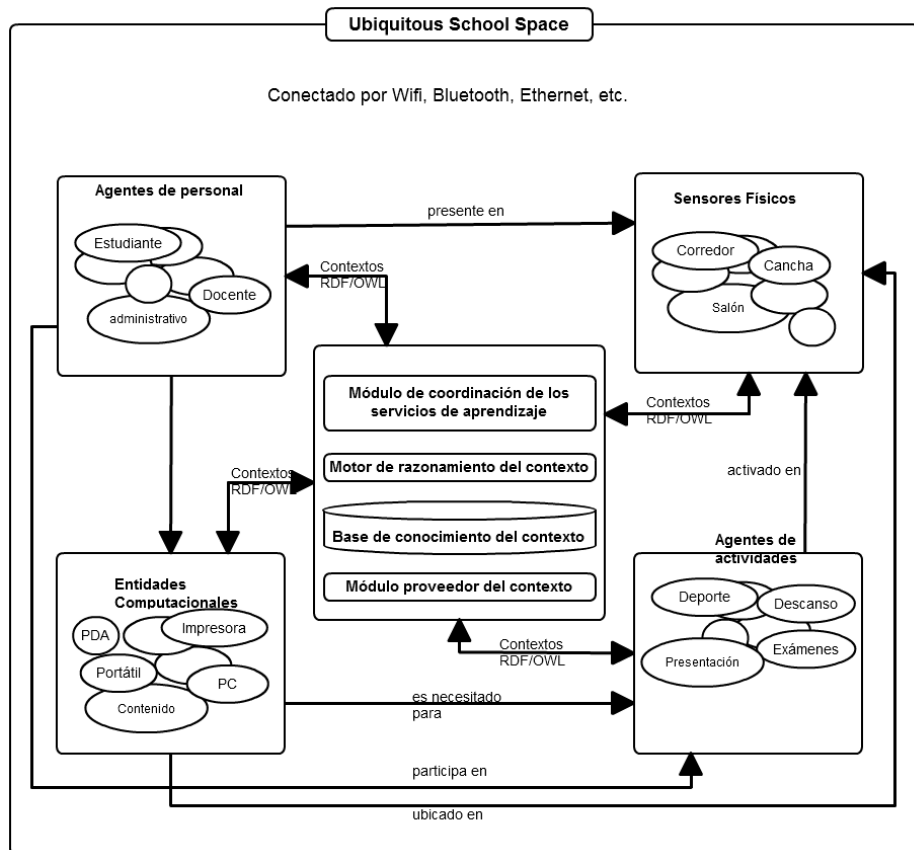 Ubiquitous School Space
Conectado por Wifi, Bluetooth, Ethernet, etc.
Agentes de personal
Estudiante
Docente
administrativo
presente en
Sensores Físicos
Corredor
Cancha
Salón
Contextos
RDF/OWL
Módulo de coordinación de los
servicios de aprendizaje
Motor de razonamiento del contexto
Base de conocimiento del contexto
Módulo proveedor del contexto
Contextos
RDF/OWL
Contextos
RDF/OWL
activado en
Entidades
Computacionales
PDA
Impresora
Portátil
PC
Contenido
Contextos
RDF/OWL
Agentes de
actividades
Deporte
Descanso
Presentación
Exámenes
es necesitado
para
participa en
ubicado en